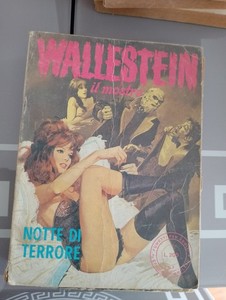 WALLESTEIN
il mostro
NOTTE DI
TERRORE